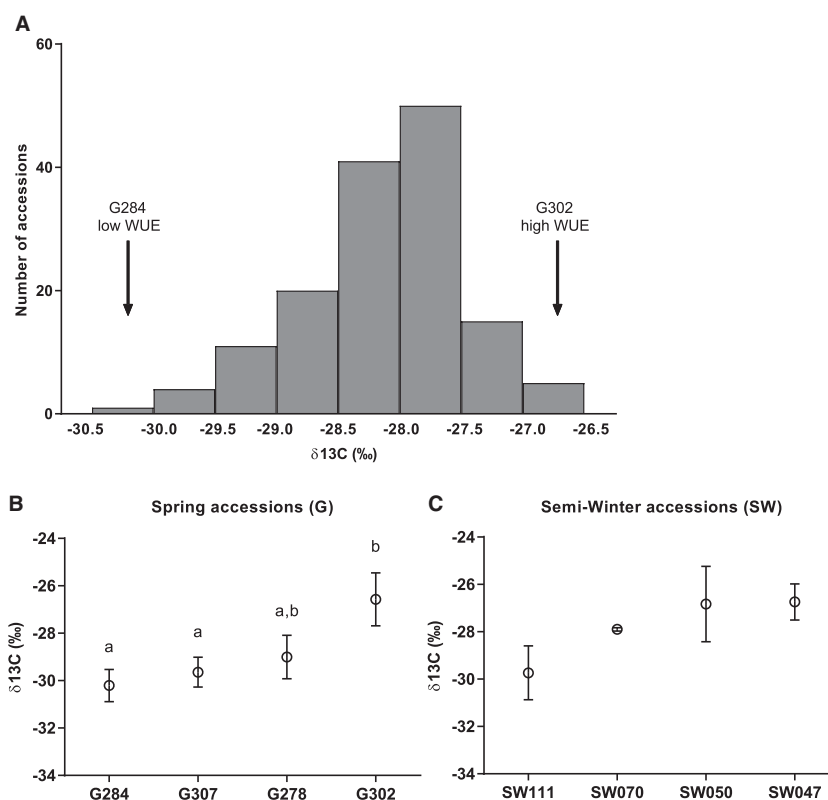 A
60
40
20
0
Number of accessions
G284
low WUE
G302
high WUE
-30.5 -30.0 -29.5 -29.0 -28.5 -28.0 -27.5 -27.0 -26.5
δ13C (‰)
B
Spring accessions (G)
-24
-26
-28
-30
-32
-34
δ13C (‰)
a
a
a,b
b
G284 G307 G278 G302
C
Semi-Winter accessions (SW)
-24
-26
-28
-30
-32
-34
δ13C (‰)
SW111 SW070 SW050 SW047